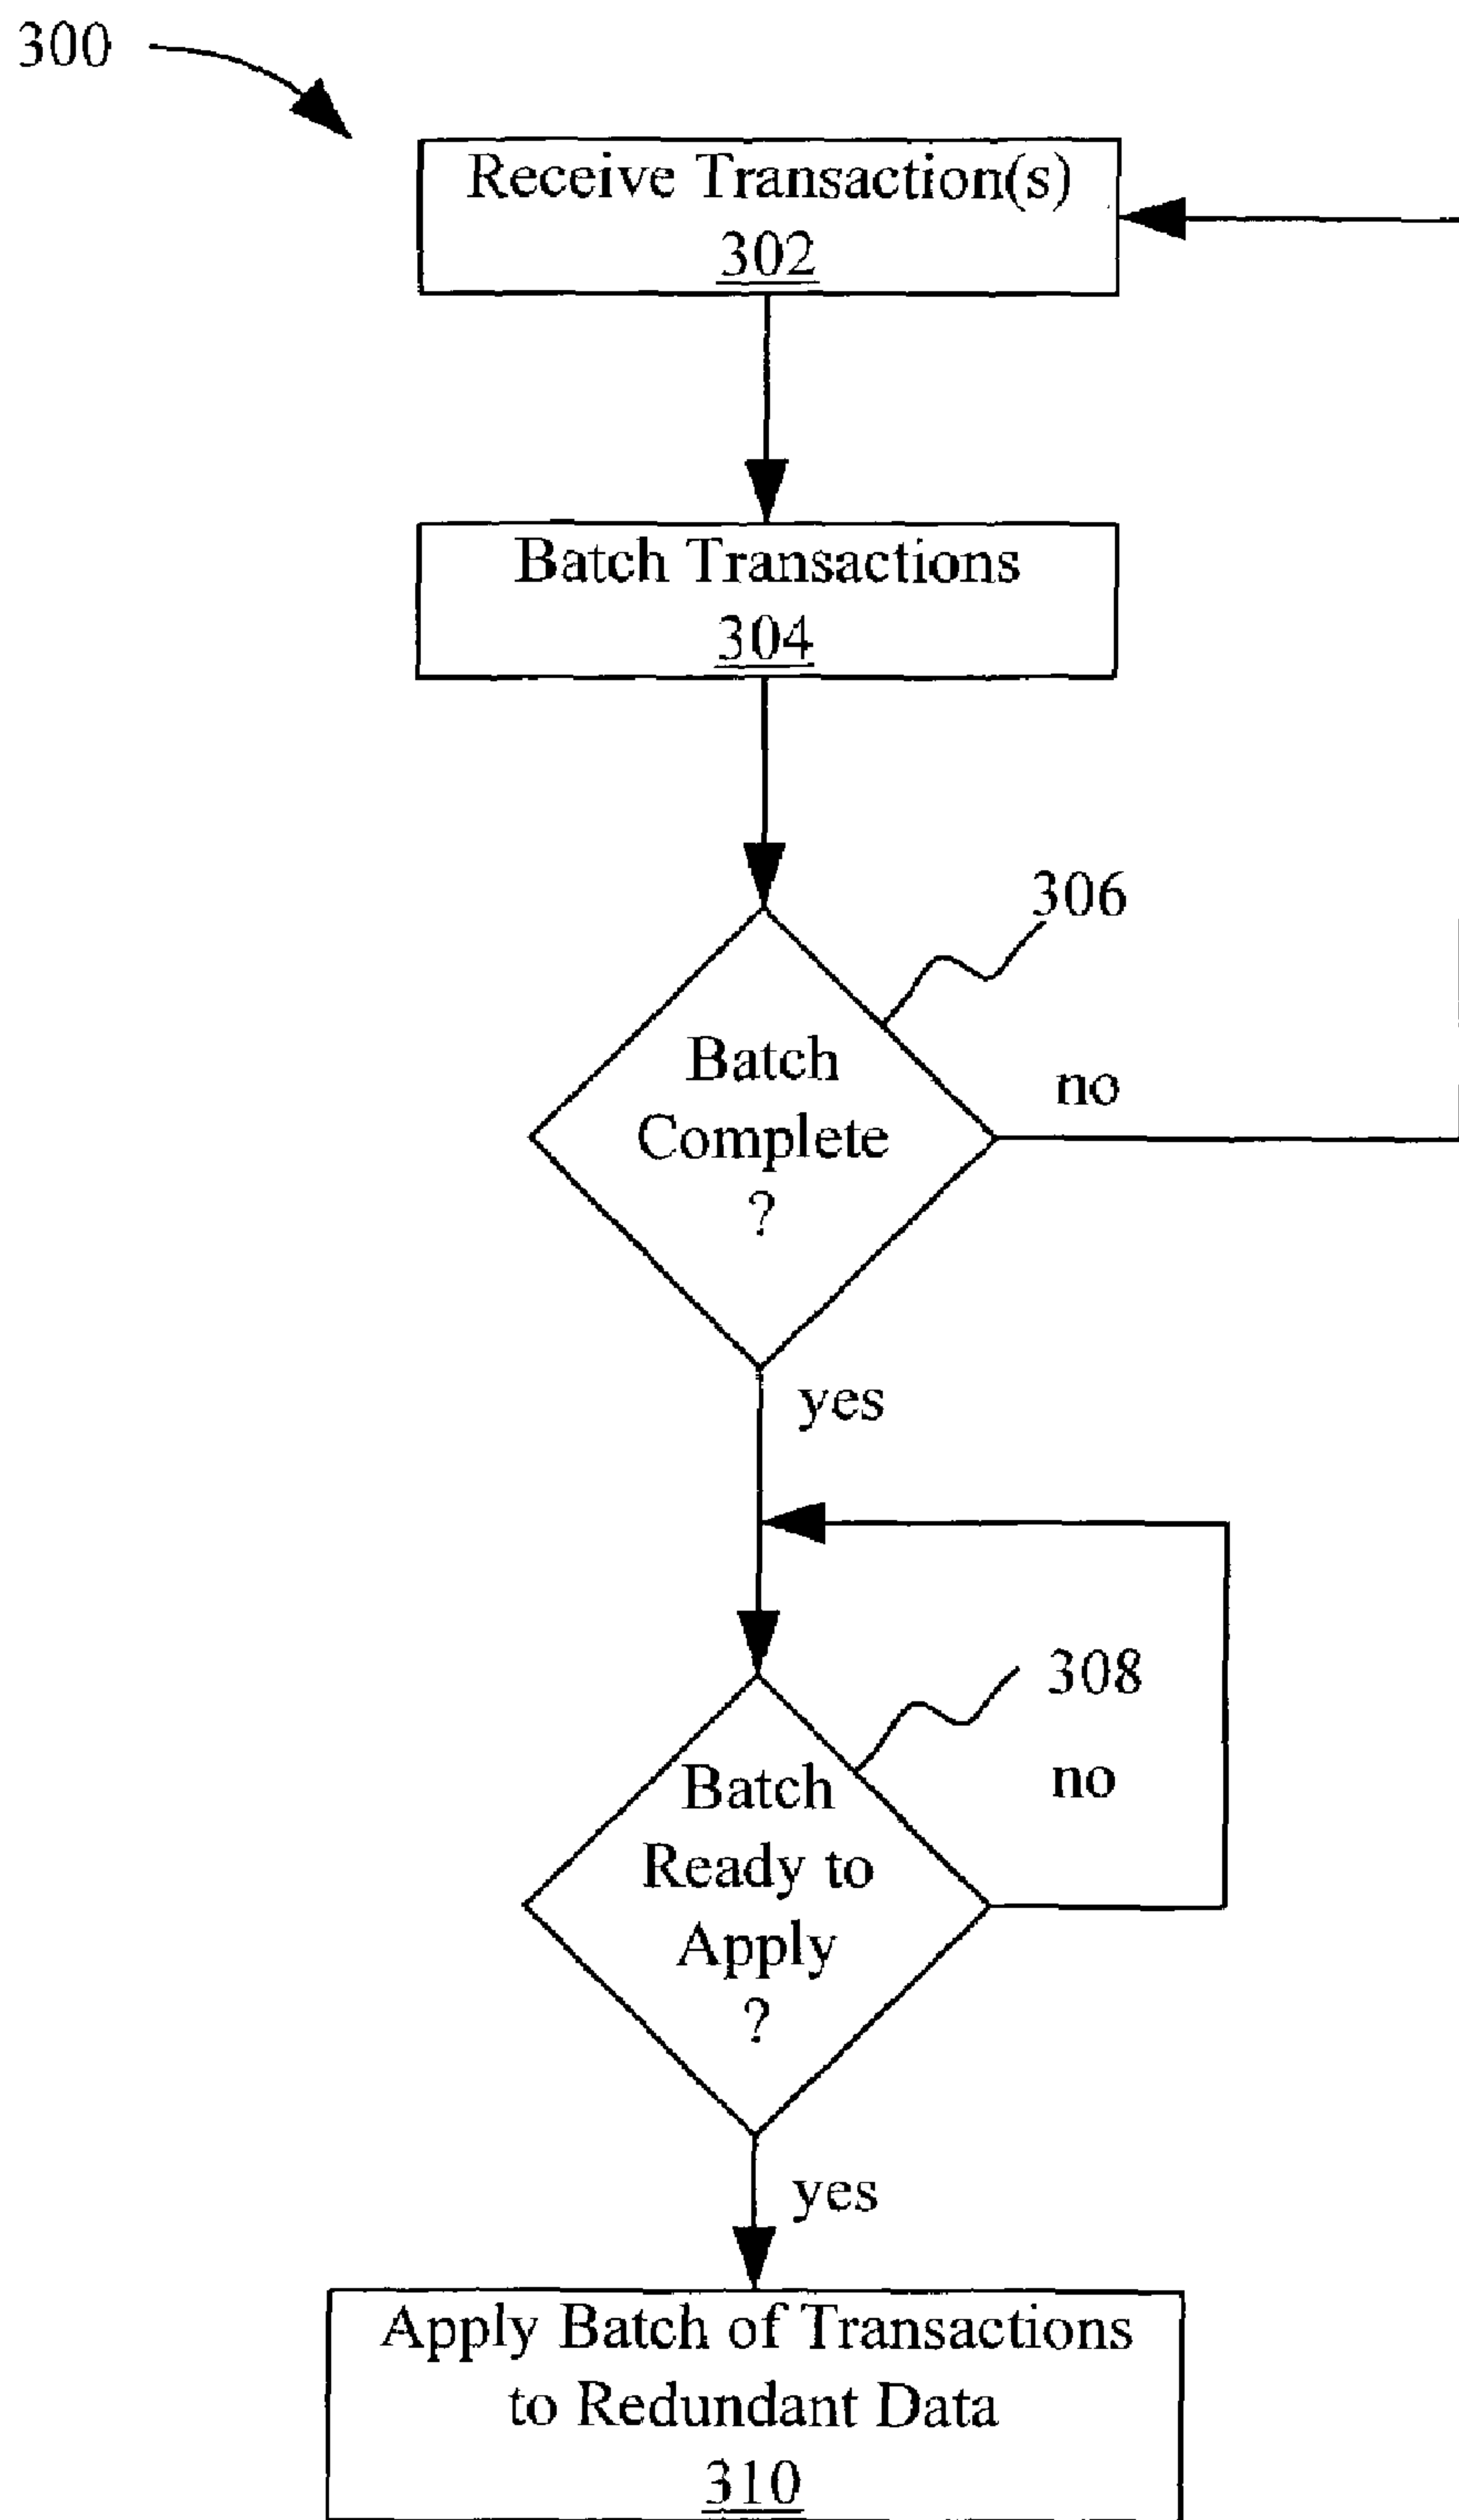 300
Receive Transaction(s)
302
Batch Transactions
304
306
Batch
Complete
?
no
yes
308
no
Batch
Ready to
Apply
?
yes
Apply Batch of Transactions
to Redundant Data
310